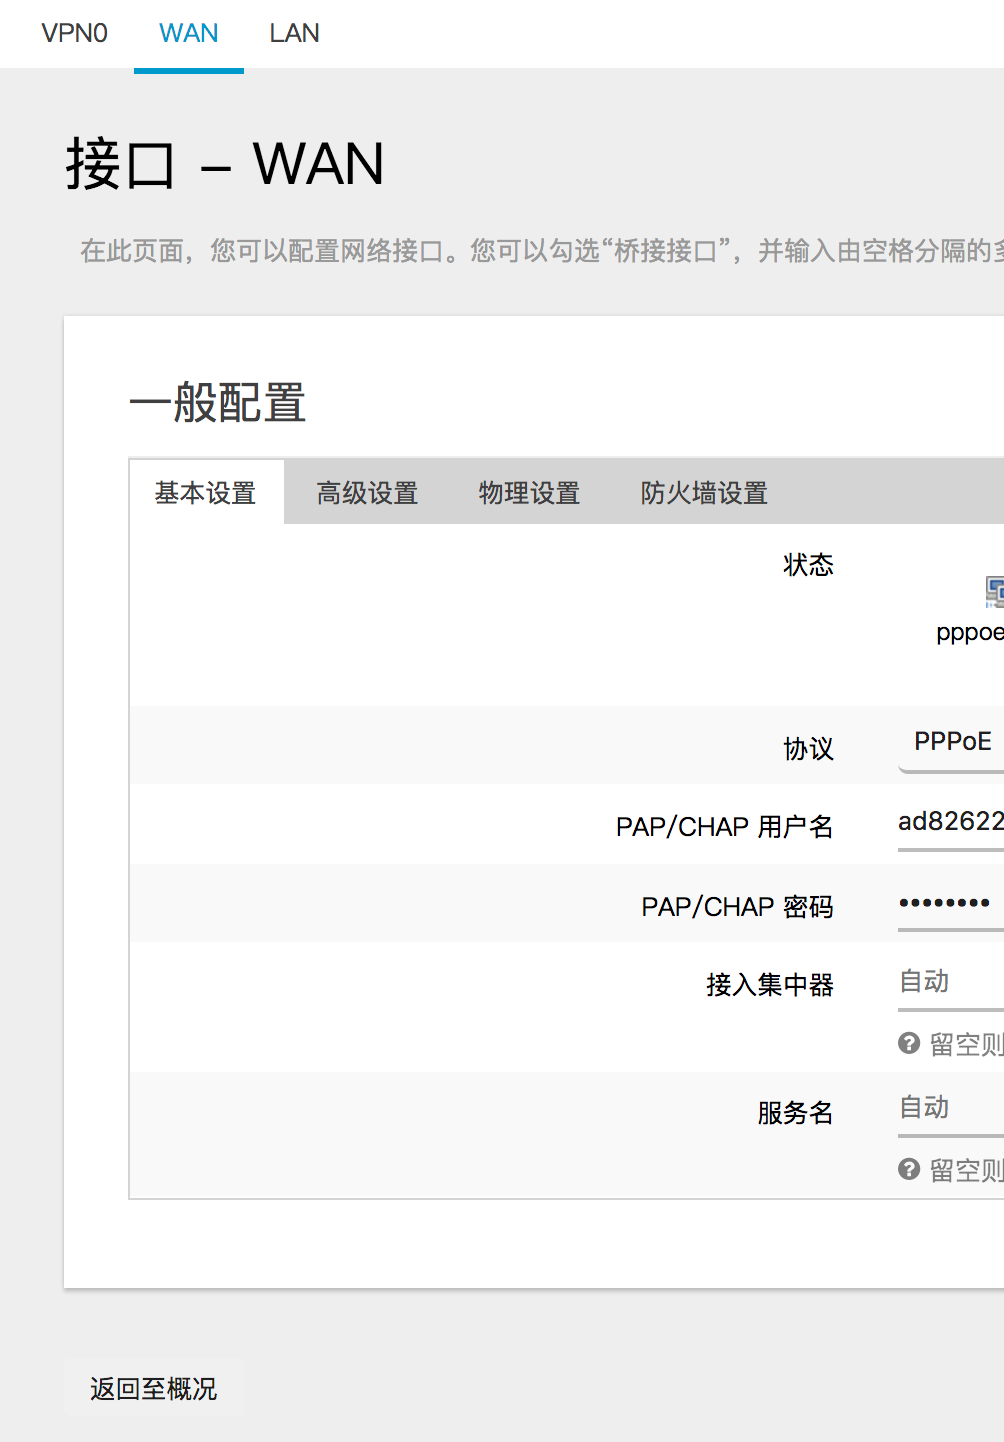 VPN0 WAN LAN
接口 - WAN
在此页面，您可以配置网络接口。您可以勾选“桥接接口”，并输入由空格分隔的
一般配置
基本设置 高级设置 物理设置 防火墙设置
状态
pppoe
协议 PPPoE
PAP/CHAP 用户名 ad82622
PAP/CHAP 密码 ••••••••
接入集中器 自动
留空则
服务名 自动
留空则
返回至概况